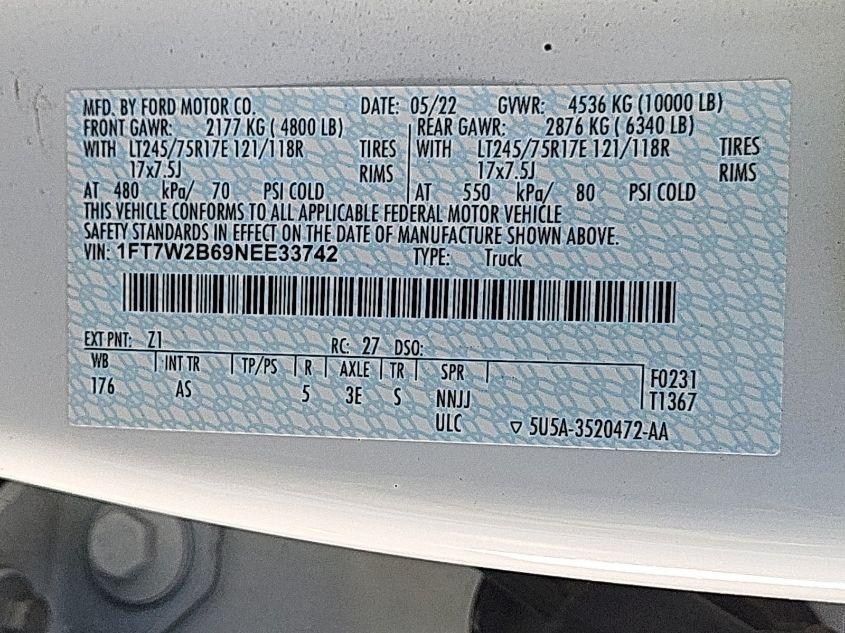 MFD. BY FORD MOTOR CO. DATE: 05/22 GVWR: 4536 KG (10000 LB)
FRONT GAWR: 2177 KG ( 4800 LB) REAR GAWR: 2876 KG ( 6340 LB)
WITH LT245/75R17E 121/118R TIRES WITH LT245/75R17E 121/118R TIRES
17x7.5J RIMS 17x7.5J RIMS
AT 480 kPa/ 70 PSI COLD AT 550 kPa/ 80 PSI COLD
THIS VEHICLE CONFORMS TO ALL APPLICABLE FEDERAL MOTOR VEHICLE
SAFETY STANDARDS IN EFFECT ON THE DATE OF MANUFACTURE SHOWN ABOVE.
VIN: 1FT7W2B69NEE33742 TYPE: Truck
EXT PNT: Z1 RC: 27 DSO:
WB INT TR TP/PS R AXLE TR SPR F0231
176 AS 5 3E S NNJJ T1367
ULC ▽ 5U5A-3520472-AA